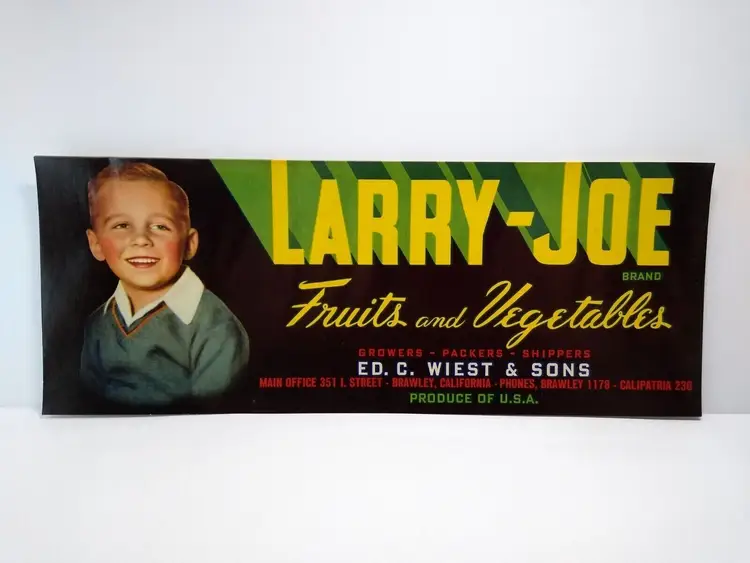 LARRY-JOE
BRAND
Fruits and Vegetables
GROWERS - PACKERS - SHIPPERS
ED. C. WIEST & SONS
MAIN OFFICE 351 I. STREET - BRAWLEY, CALIFORNIA - PHONES, BRAWLEY 1178 - CALIPATRIA 230
PRODUCE OF U.S.A.